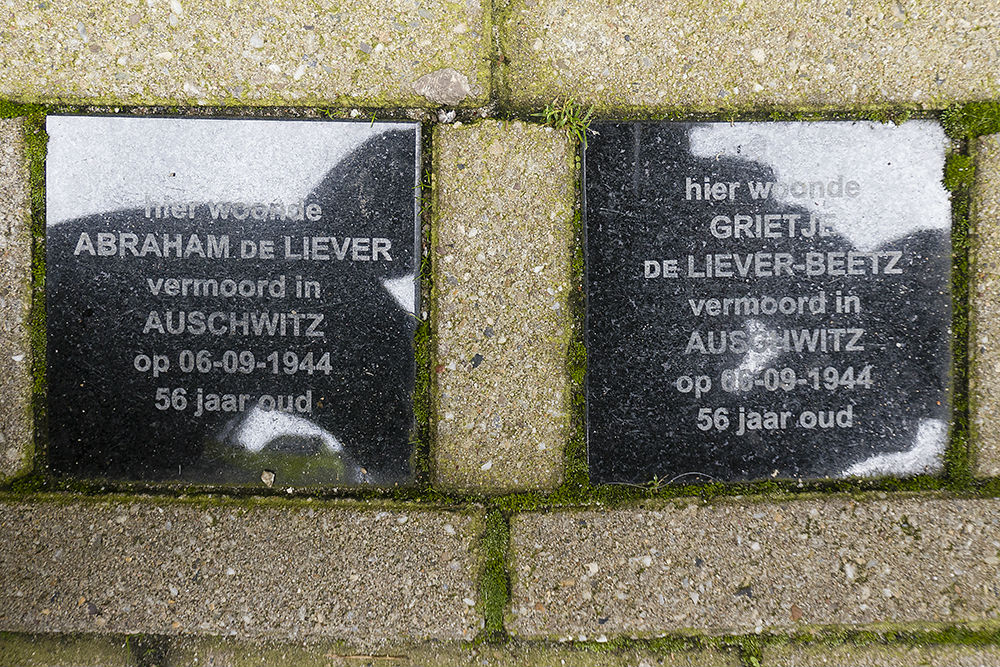 hier woonde
ABRAHAM DE LIEVER
vermoord in
AUSCHWITZ
op 06-09-1944
56 jaar oud
hier woonde
GRIETJE
DE LIEVER-BEETZ
vermoord in
AUSCHWITZ
op 06-09-1944
56 jaar oud